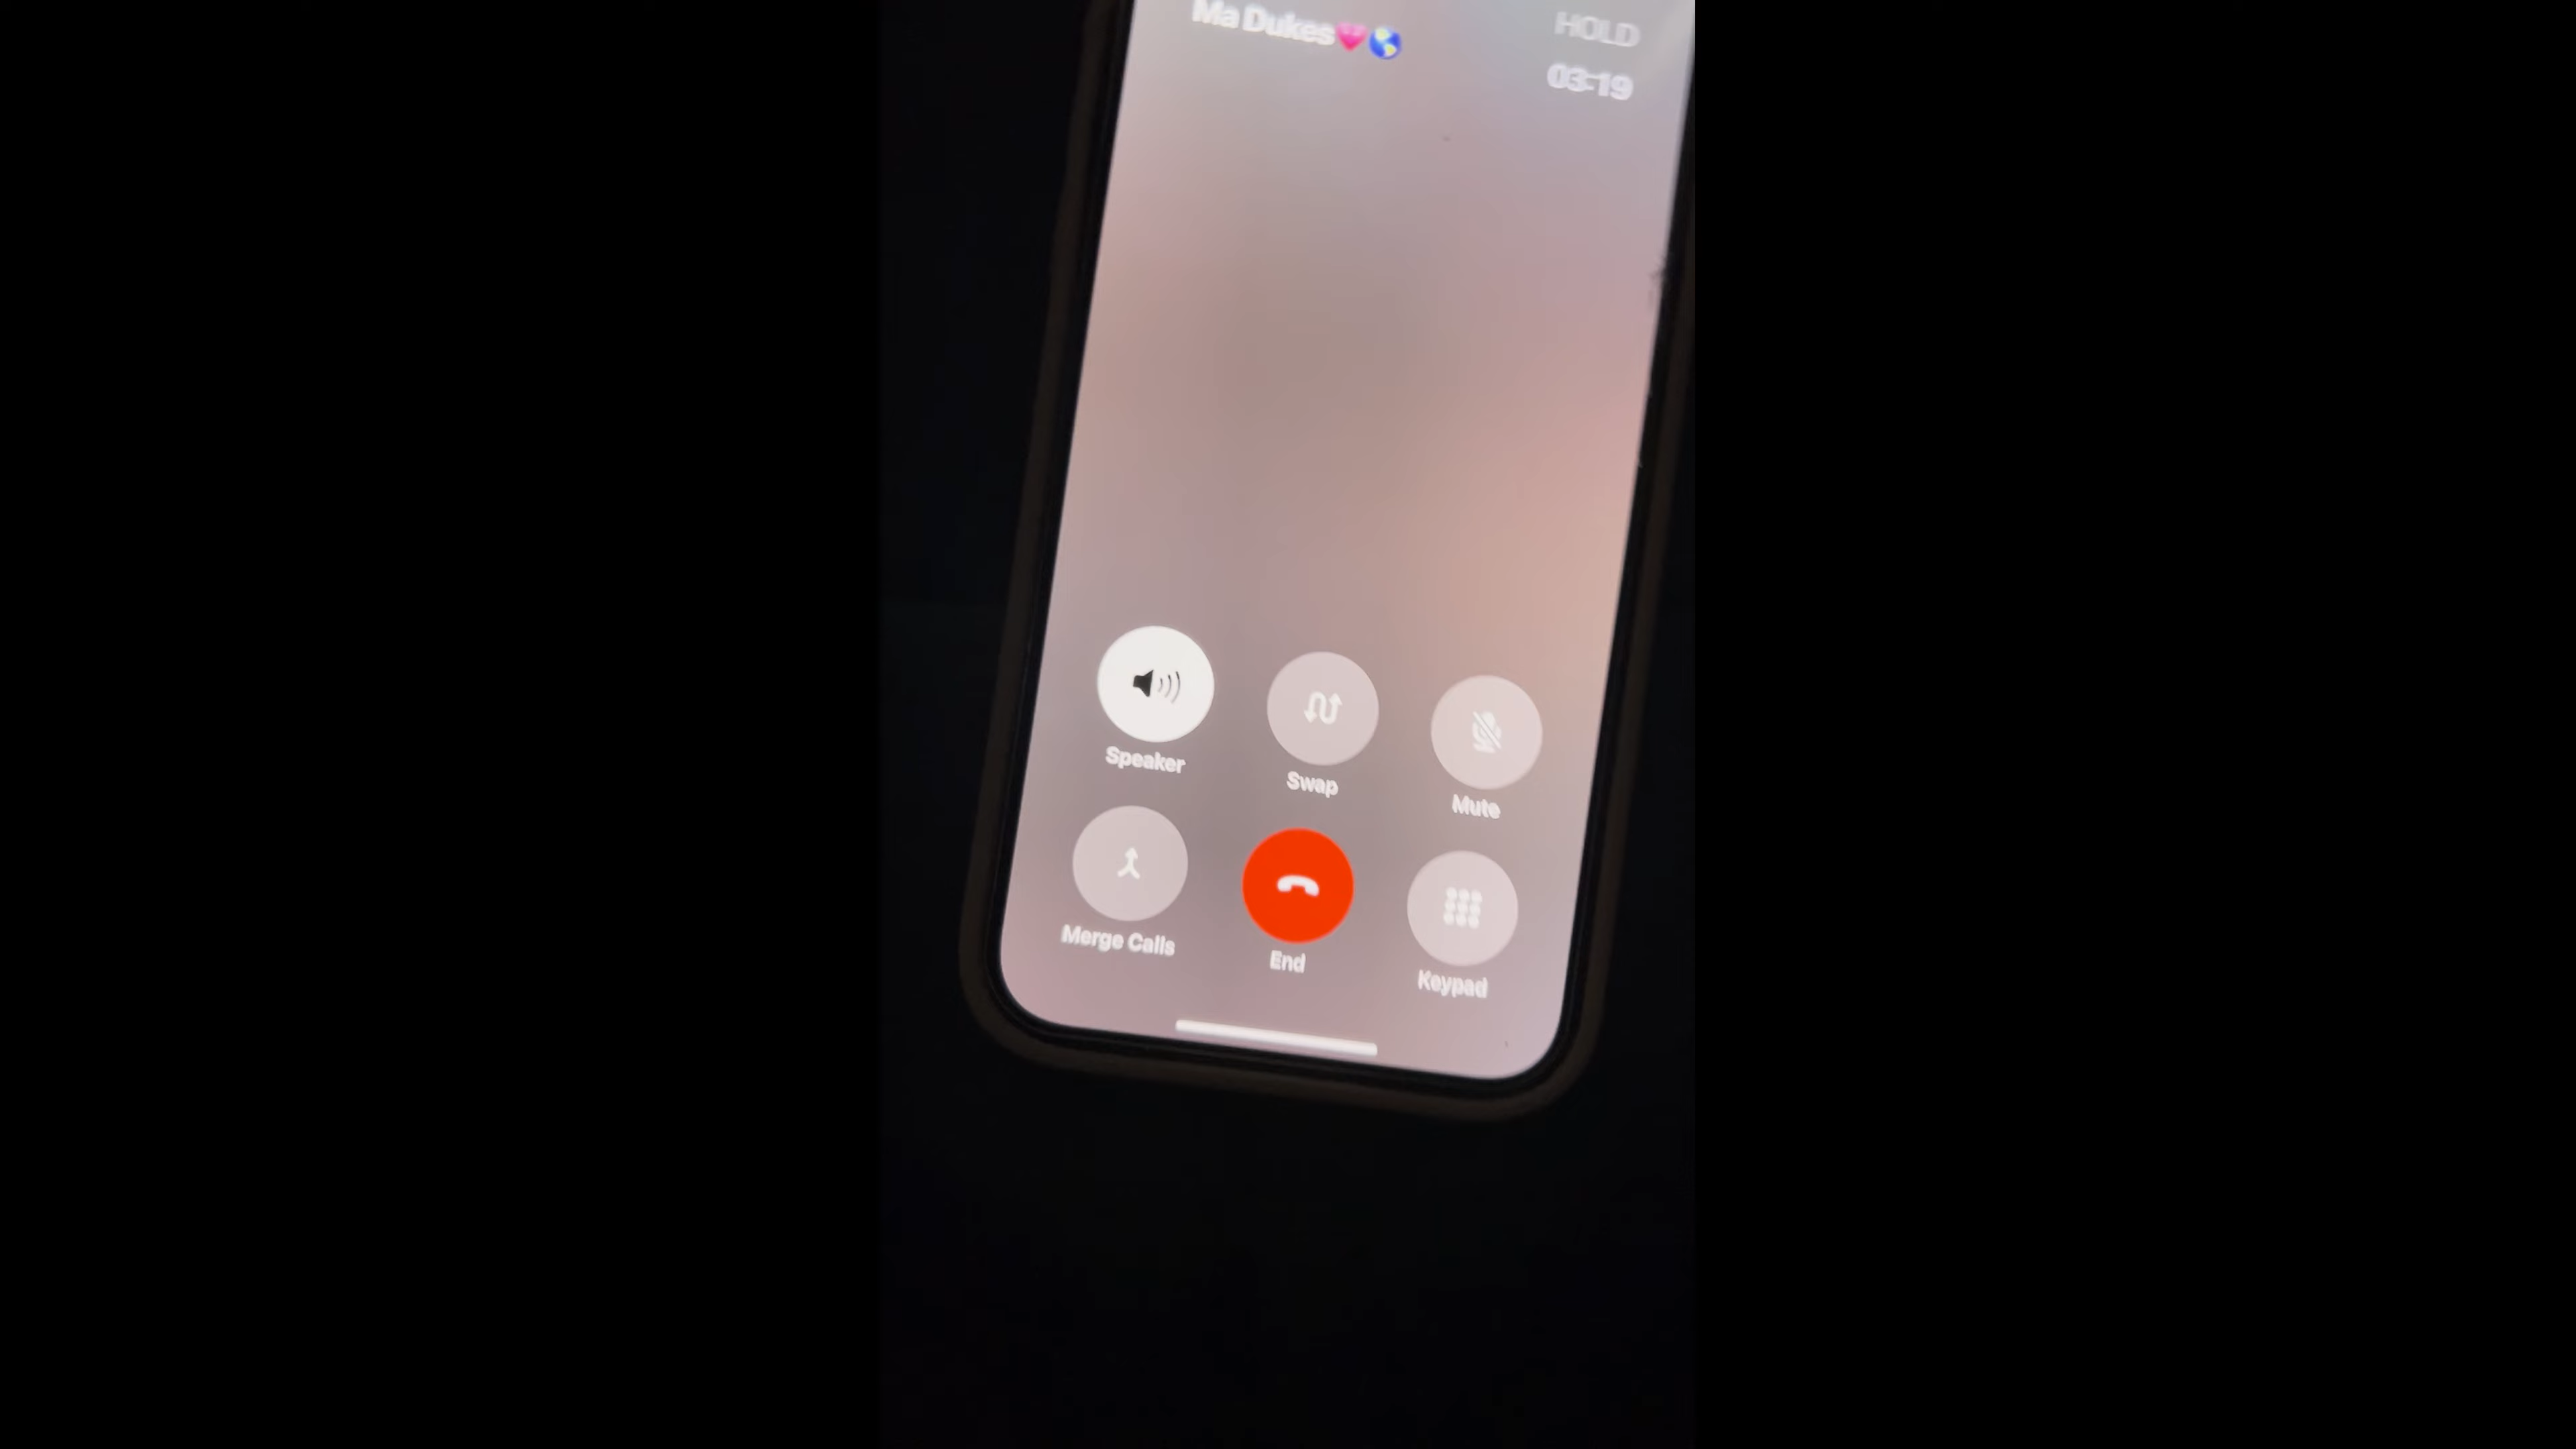 HOLD
Ma Dukes💗🌎
03:19
Speaker
Swap
Mute
Merge Calls
End
Keypad